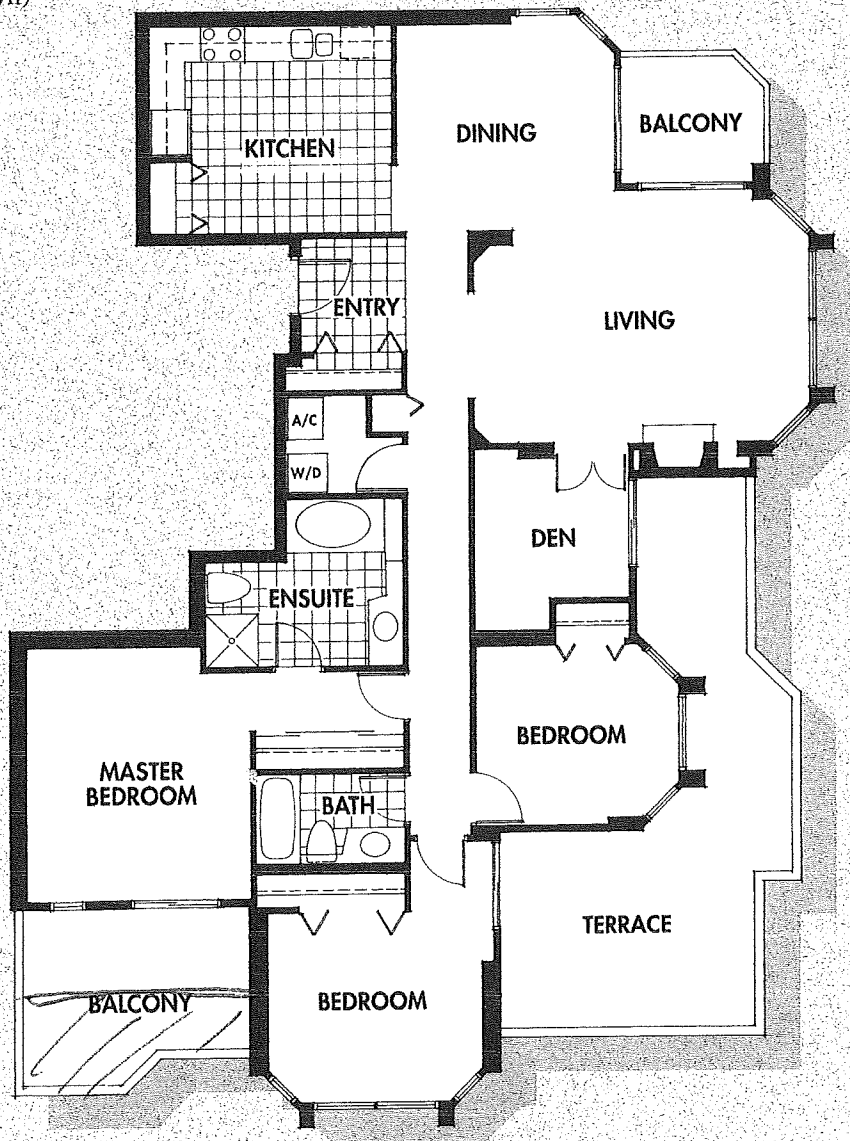 KITCHEN
DINING
BALCONY
ENTRY
LIVING
A/C
W/D
DEN
ENSUITE
BEDROOM
MASTER
BEDROOM
BATH
TERRACE
BALCONY
BEDROOM